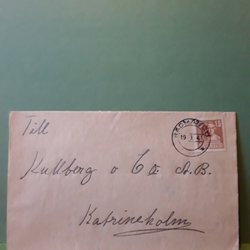 Till
Kullberg o Co A.B.
Katrineholm